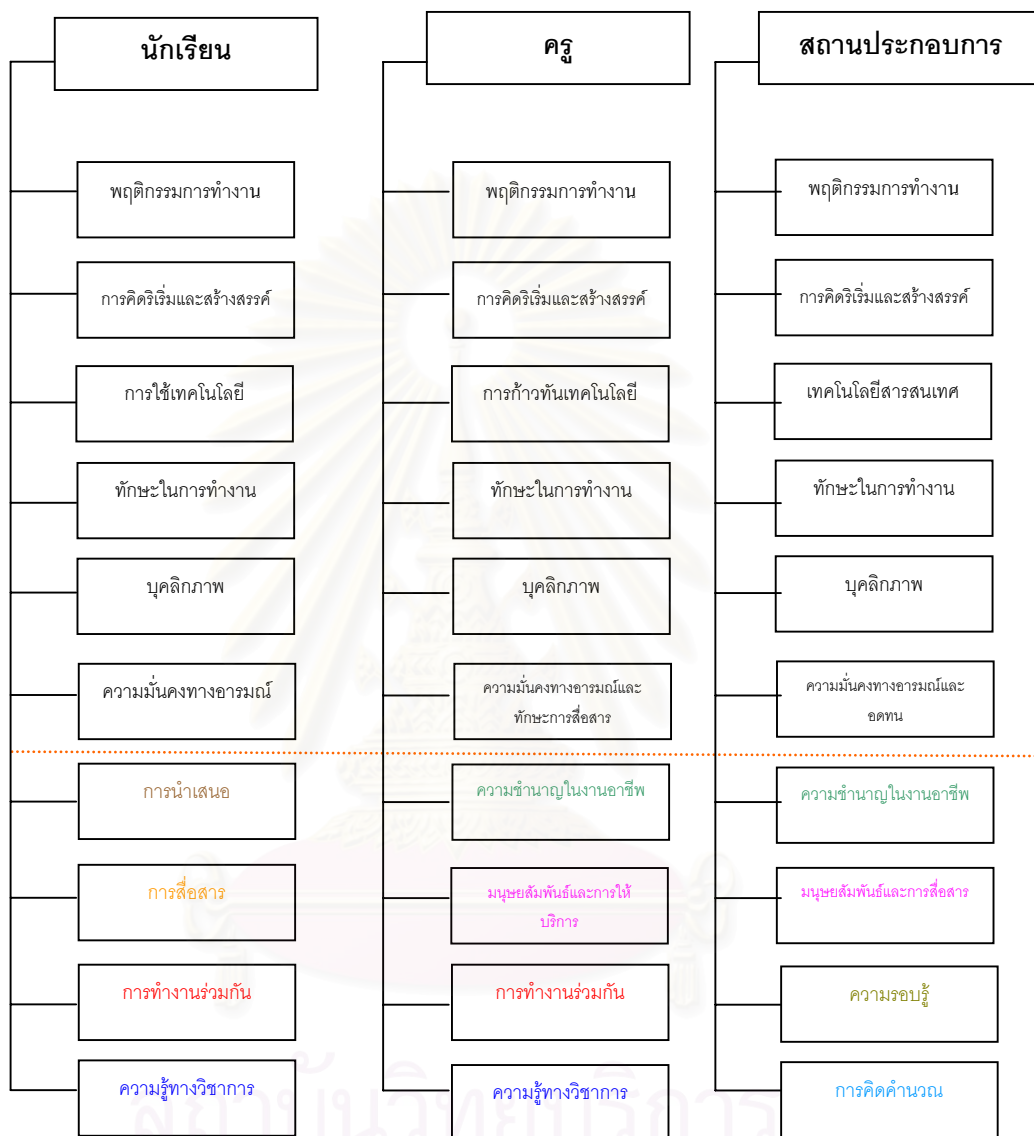 นักเรียน
ครู
สถานประกอบการ
พฤติกรรมการทำงาน
พฤติกรรมการทำงาน
พฤติกรรมการทำงาน
การคิดริเริ่มและสร้างสรรค์
การคิดริเริ่มและสร้างสรรค์
การคิดริเริ่มและสร้างสรรค์
การใช้เทคโนโลยี
การก้าวทันเทคโนโลยี
เทคโนโลยีสารสนเทศ
ทักษะในการทำงาน
ทักษะในการทำงาน
ทักษะในการทำงาน
บุคลิกภาพ
บุคลิกภาพ
บุคลิกภาพ
ความมั่นคงทางอารมณ์
ความมั่นคงทางอารมณ์และ
ทักษะการสื่อสาร
ความมั่นคงทางอารมณ์และ
อดทน
การนำเสนอ
ความชำนาญในงานอาชีพ
ความชำนาญในงานอาชีพ
การสื่อสาร
มนุษยสัมพันธ์และการให้
บริการ
มนุษยสัมพันธ์และการสื่อสาร
การทำงานร่วมกัน
การทำงานร่วมกัน
ความรอบรู้
ความรู้ทางวิชาการ
ความรู้ทางวิชาการ
การคิดคำนวณ
สถาบันวิทยบริการ